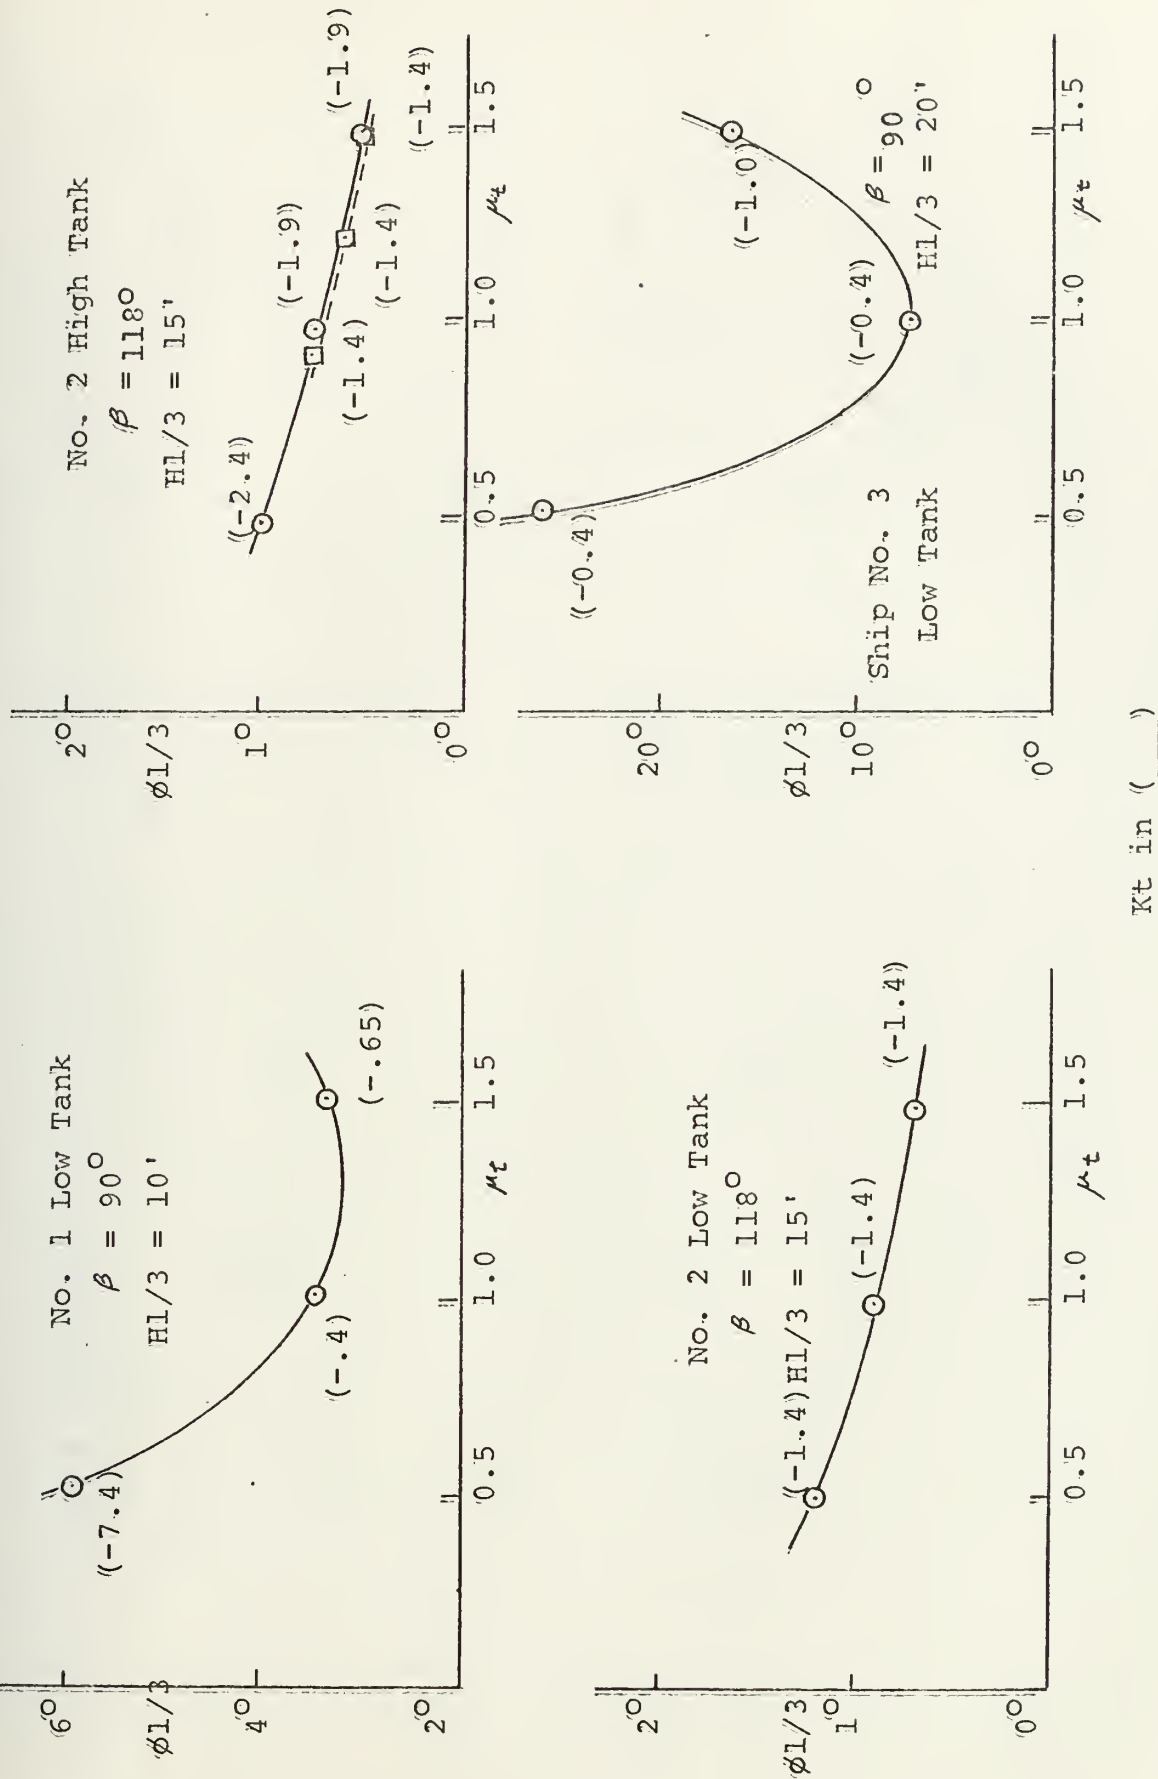 No. 1 Low Tank
β = 90°
H1/3 = 10'
6°
ø1/3
4°
2°
(-7.4)
(-.4)
(-.65)
0.5
1.0
1.5
μt
No. 2 High Tank
β = 118°
H1/3 = 15'
2°
ø1/3
1°
0°
(-2.4)
(-1.9)
(-1.9)
(-1.4)
(-1.4)
(-1.4)
0.5
1.0
1.5
μt
No. 2 Low Tank
β = 118°
(-1.4) H1/3 = 15'
2°
ø1/3
1°
0°
(-1.4)
(-1.4)
0.5
1.0
1.5
μt
20°
ø1/3
10°
0°
(-0.4)
(-0.4)
(-1.0)
Ship No. 3
Low Tank
β = 90°
H1/3 = 20'
0.5
1.0
1.5
μt
Kt in (    )